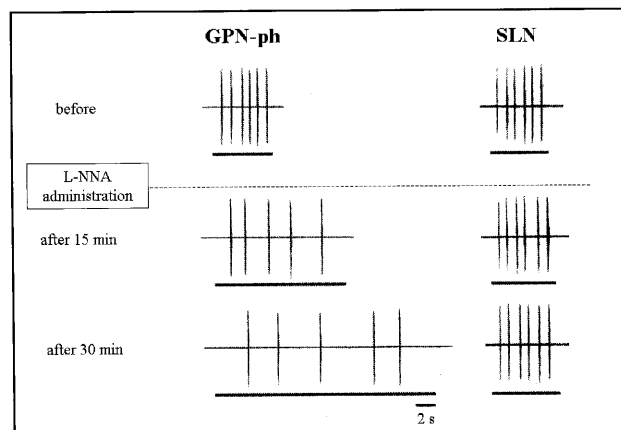 GPN-ph
SLN
before
L-NNA
administration
after 15 min
after 30 min
2 s